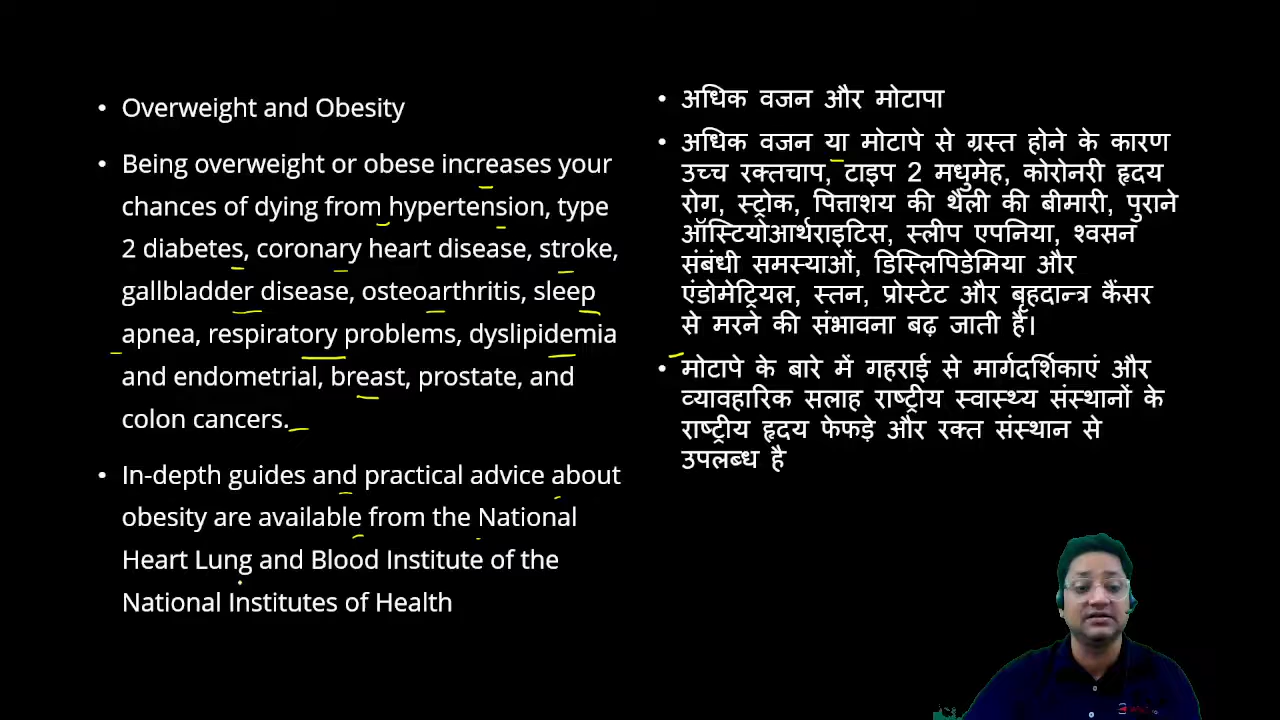 • Overweight and Obesity
• Being overweight or obese increases your
chances of dying from hypertension, type
2 diabetes, coronary heart disease, stroke,
gallbladder disease, osteoarthritis, sleep
apnea, respiratory problems, dyslipidemia
and endometrial, breast, prostate, and
colon cancers.
• In-depth guides and practical advice about
obesity are available from the National
Heart Lung and Blood Institute of the
National Institutes of Health
• अधिक वजन और मोटापा
• अधिक वजन या मोटापे से ग्रस्त होने के कारण
उच्च रक्तचाप, टाइप 2 मधुमेह, कोरोनरी हृदय
रोग, स्ट्रोक, पित्ताशय की थैली की बीमारी, पुराने
ऑस्टियोआर्थराइटिस, स्लीप एपनिया, श्वसन
संबंधी समस्याओं, डिस्लिपिडेमिया और
एंडोमेट्रियल, स्तन, प्रोस्टेट और बृहदान्त्र कैंसर
से मरने की संभावना बढ़ जाती है।
• मोटापे के बारे में गहराई से मार्गदर्शिकाएं और
व्यावहारिक सलाह राष्ट्रीय स्वास्थ्य संस्थानों के
राष्ट्रीय हृदय फेफड़े और रक्त संस्थान से
उपलब्ध है